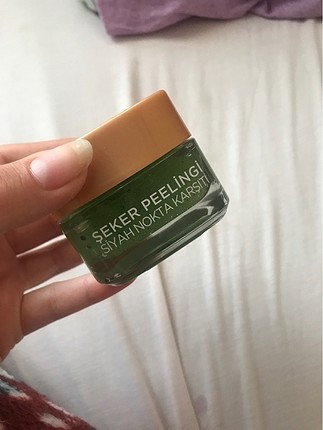 ŞEKER PEELİNGİ
SİYAH NOKTA KARŞITI